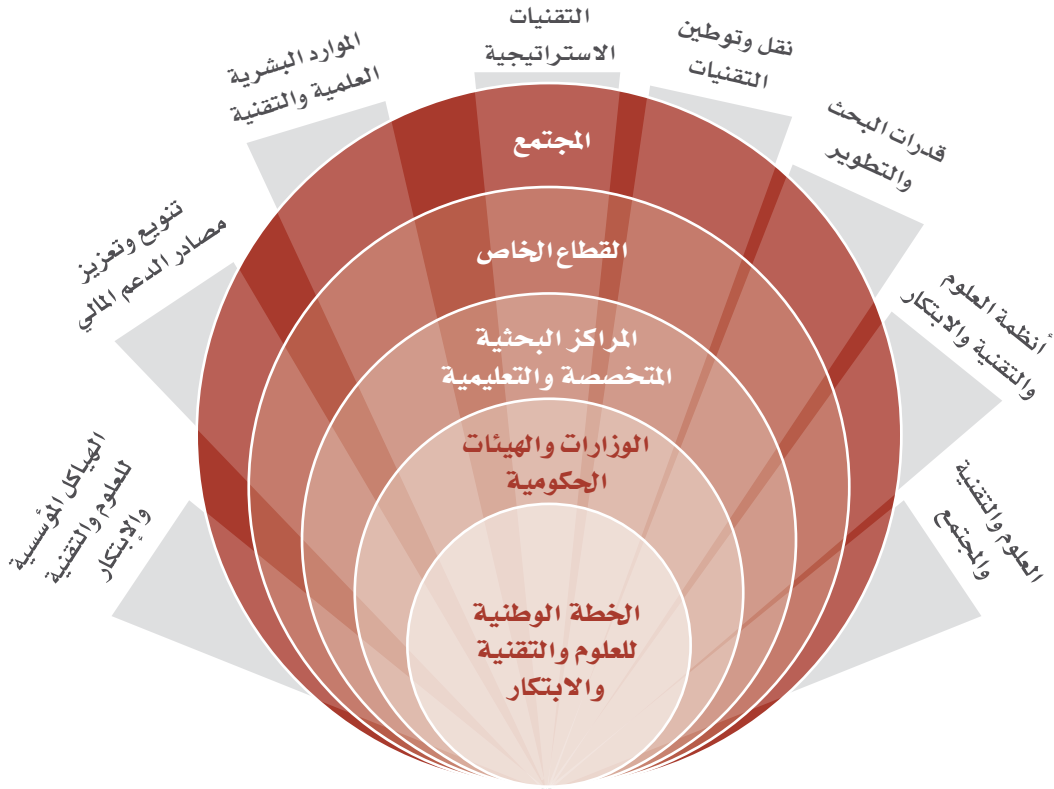 التقنيات
الاستراتيجية
نقل وتوطين
التقنيات
قدرات البحث
والتطوير
أنظمة العلوم
والتقنية والابتكار
العلوم والتقنية
والمجتمع
الموارد البشرية
العلمية والتقنية
تنويع وتعزيز
مصادر الدعم المالي
الهياكل المؤسسية
للعلوم والتقنية
والإبتكار
المجتمع
القطاع الخاص
المراكز البحثية
المتخصصة والتعليمية
الوزارات والهيئات
الحكومية
الخطة الوطنية
للعلوم والتقنية
والابتكار